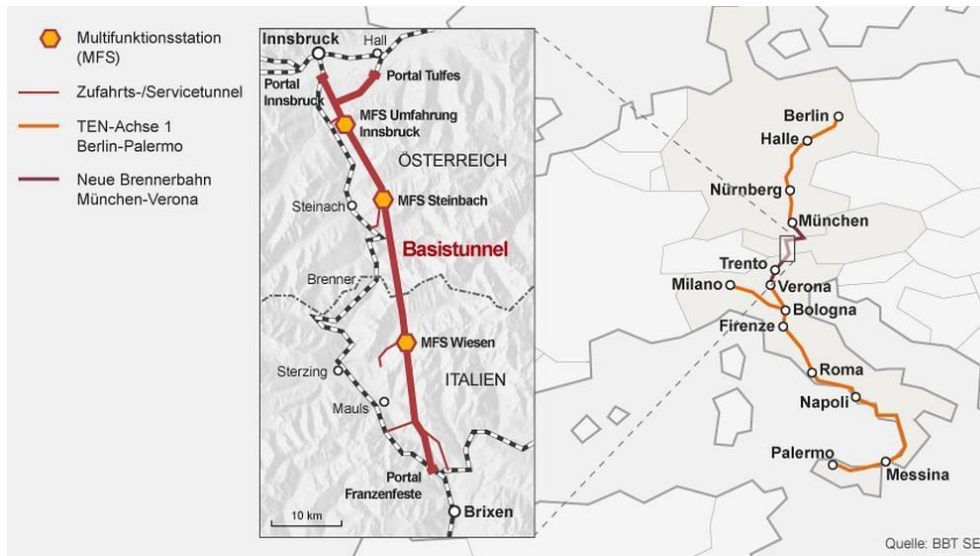 Multifunktionsstation
(MFS)
Zufahrts-/Servicetunnel
TEN-Achse 1
Berlin-Palermo
Neue Brennerbahn
München-Verona
Innsbruck
Hall
Portal
Innsbruck
Portal Tulfes
MFS Umfahrung
Innsbruck
ÖSTERREICH
Steinach
MFS Steinbach
Basistunnel
Brenner
MFS Wiesen
Sterzing
ITALIEN
Mauls
Portal
Franzenfeste
Brixen
10 km
Berlin
Halle
Nürnberg
München
Trento
Milano
Verona
Bologna
Firenze
Roma
Napoli
Palermo
Messina
Quelle: BBT SE